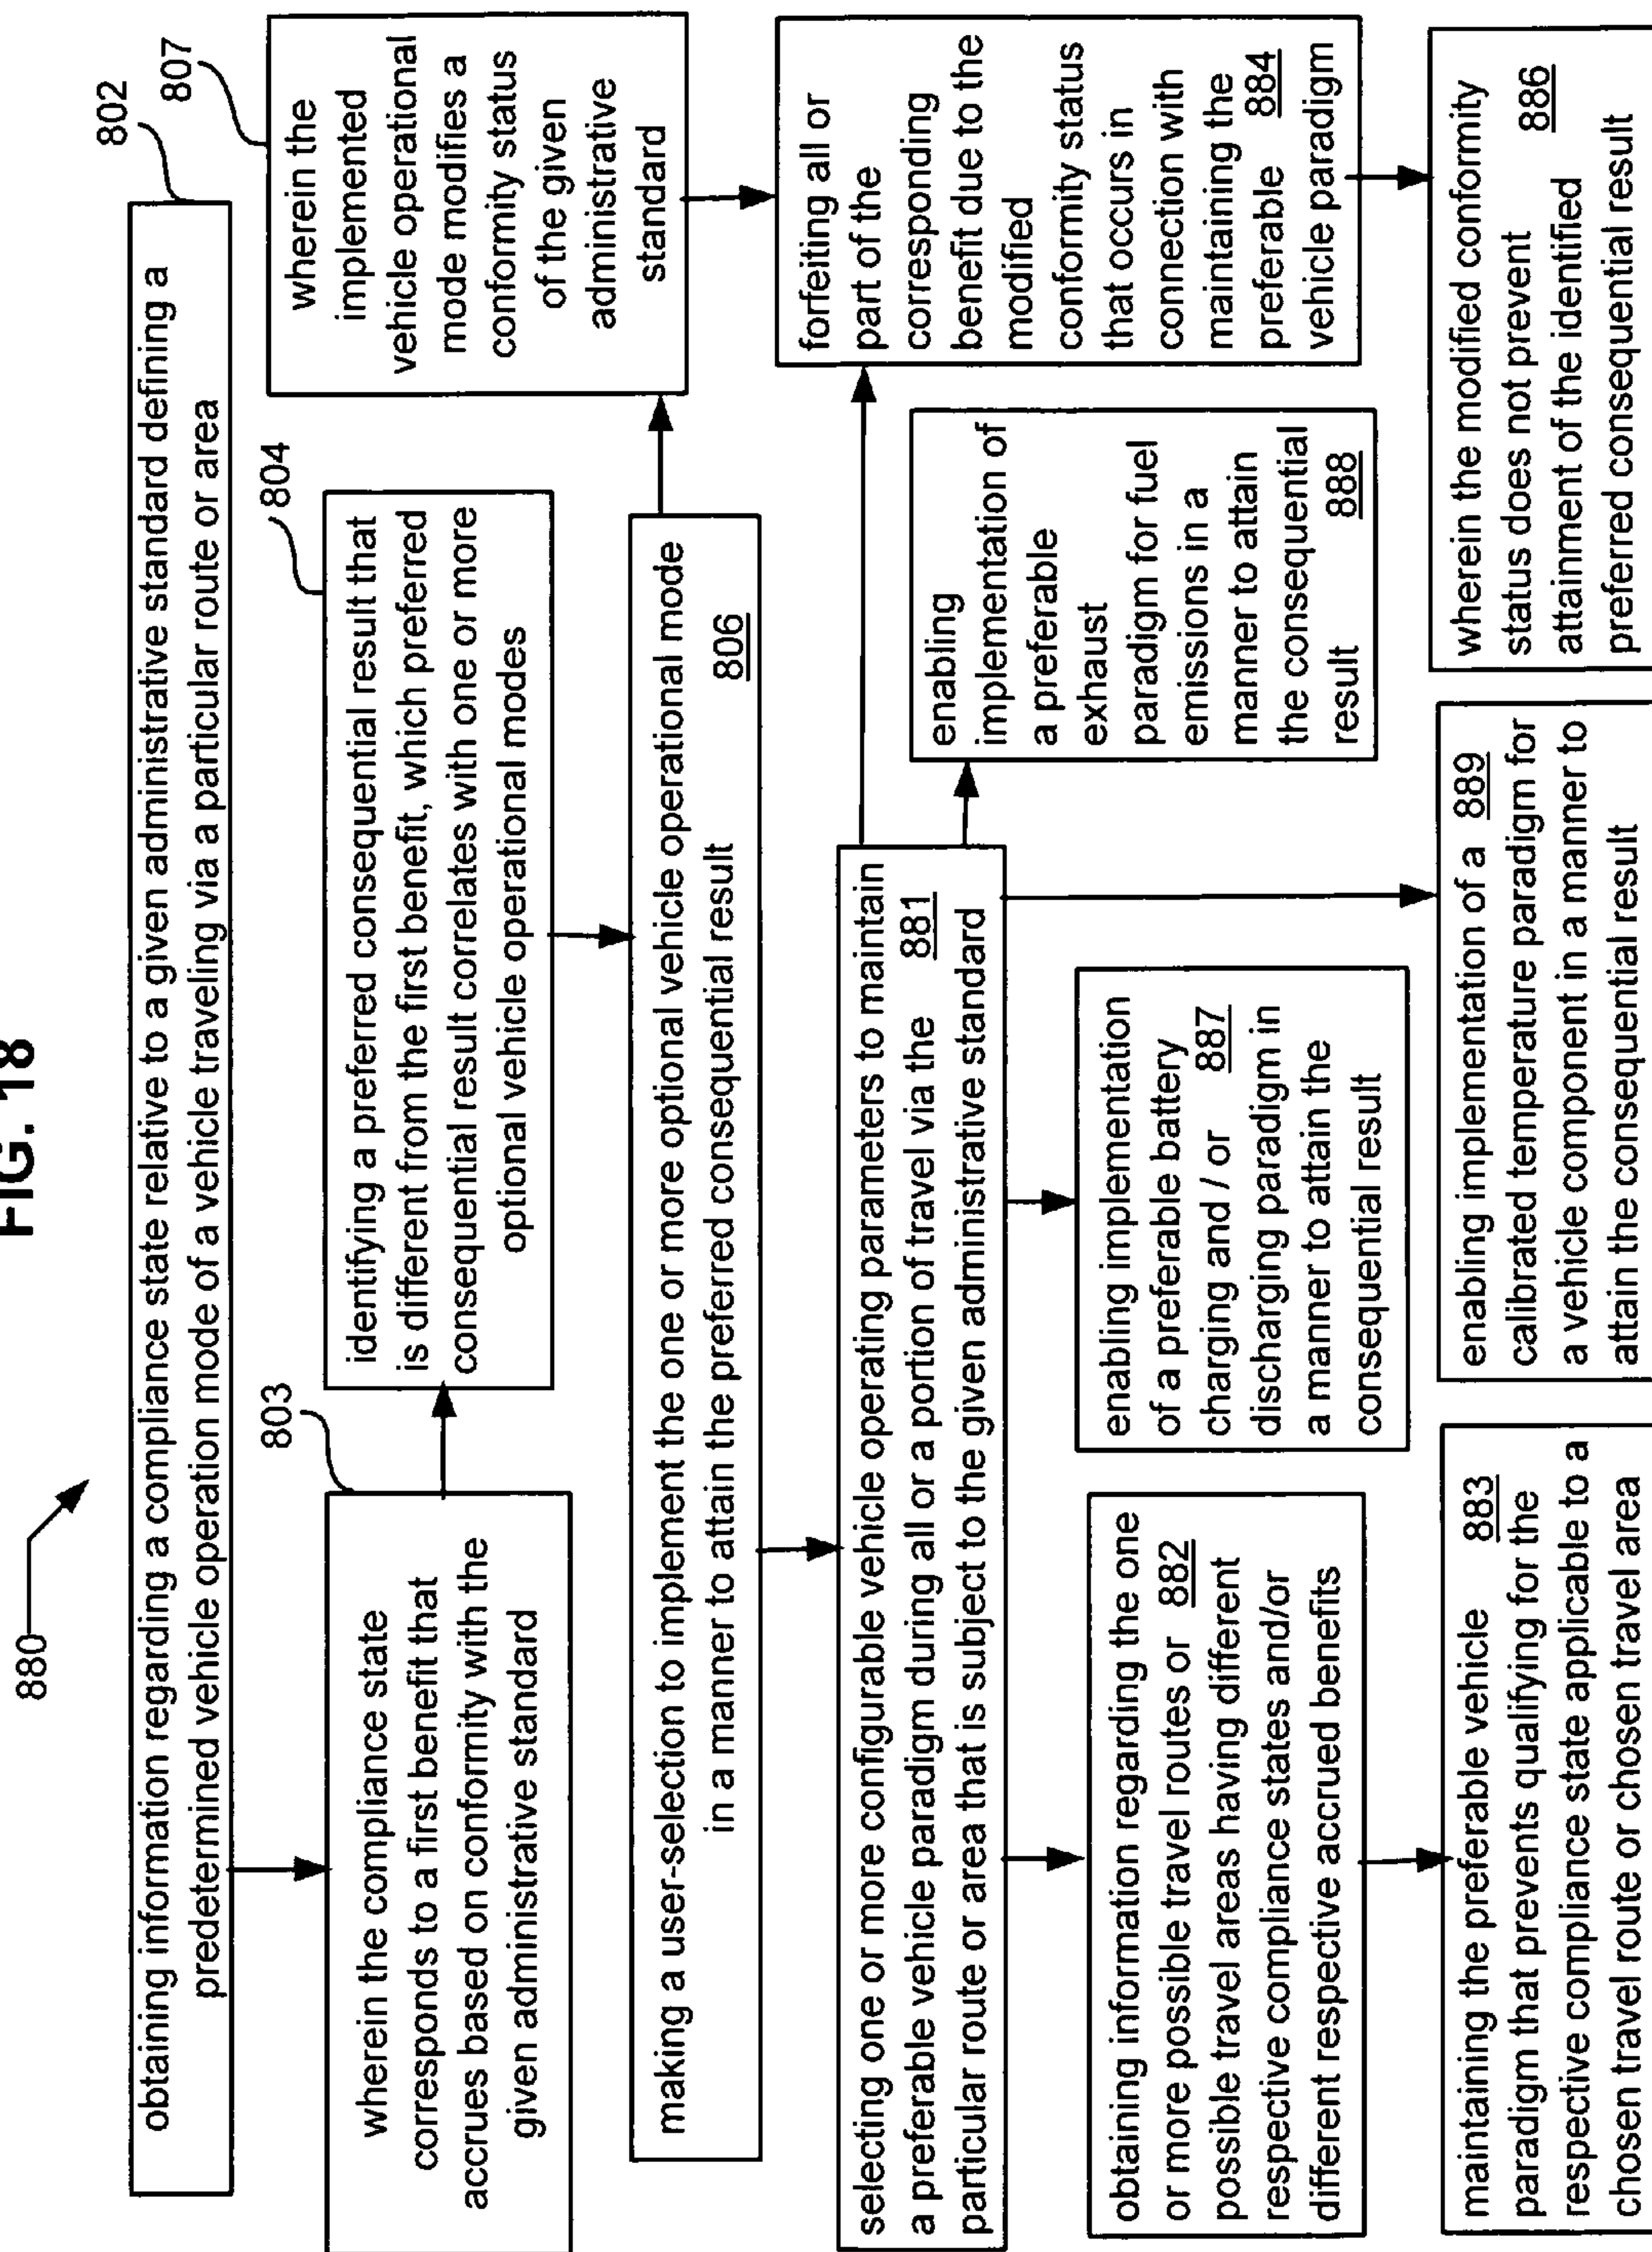 FIG. 18
880
802
obtaining information regarding a compliance state relative to a given administrative standard defining a
predetermined vehicle operation mode of a vehicle traveling via a particular route or area
803
wherein the compliance state
corresponds to a first benefit that
accrues based on conformity with the
given administrative standard
804
identifying a preferred consequential result that
is different from the first benefit, which preferred
consequential result correlates with one or more
optional vehicle operational modes
807
wherein the
implemented
vehicle operational
mode modifies a
conformity status
of the given
administrative
standard
making a user-selection to implement the one or more optional vehicle operational mode
in a manner to attain the preferred consequential result
806
selecting one or more configurable vehicle operating parameters to maintain
a preferable vehicle paradigm during all or a portion of travel via the 881
particular route or area that is subject to the given administrative standard
forfeiting all or
part of the
corresponding
benefit due to the
modified
conformity status
that occurs in
connection with
maintaining the
preferable 884
vehicle paradigm
enabling
implementation of
a preferable
exhaust
paradigm for fuel
emissions in a
manner to attain
the consequential
result 888
obtaining information regarding the one
or more possible travel routes or 882
possible travel areas having different
respective compliance states and/or
different respective accrued benefits
enabling implementation
of a preferable battery
charging and / or 887
discharging paradigm in
a manner to attain the
consequential result
maintaining the preferable vehicle 883
paradigm that prevents qualifying for the
respective compliance state applicable to a
chosen travel route or chosen travel area
enabling implementation of a 889
calibrated temperature paradigm for
a vehicle component in a manner to
attain the consequential result
wherein the modified conformity
status does not prevent 886
attainment of the identified
preferred consequential result